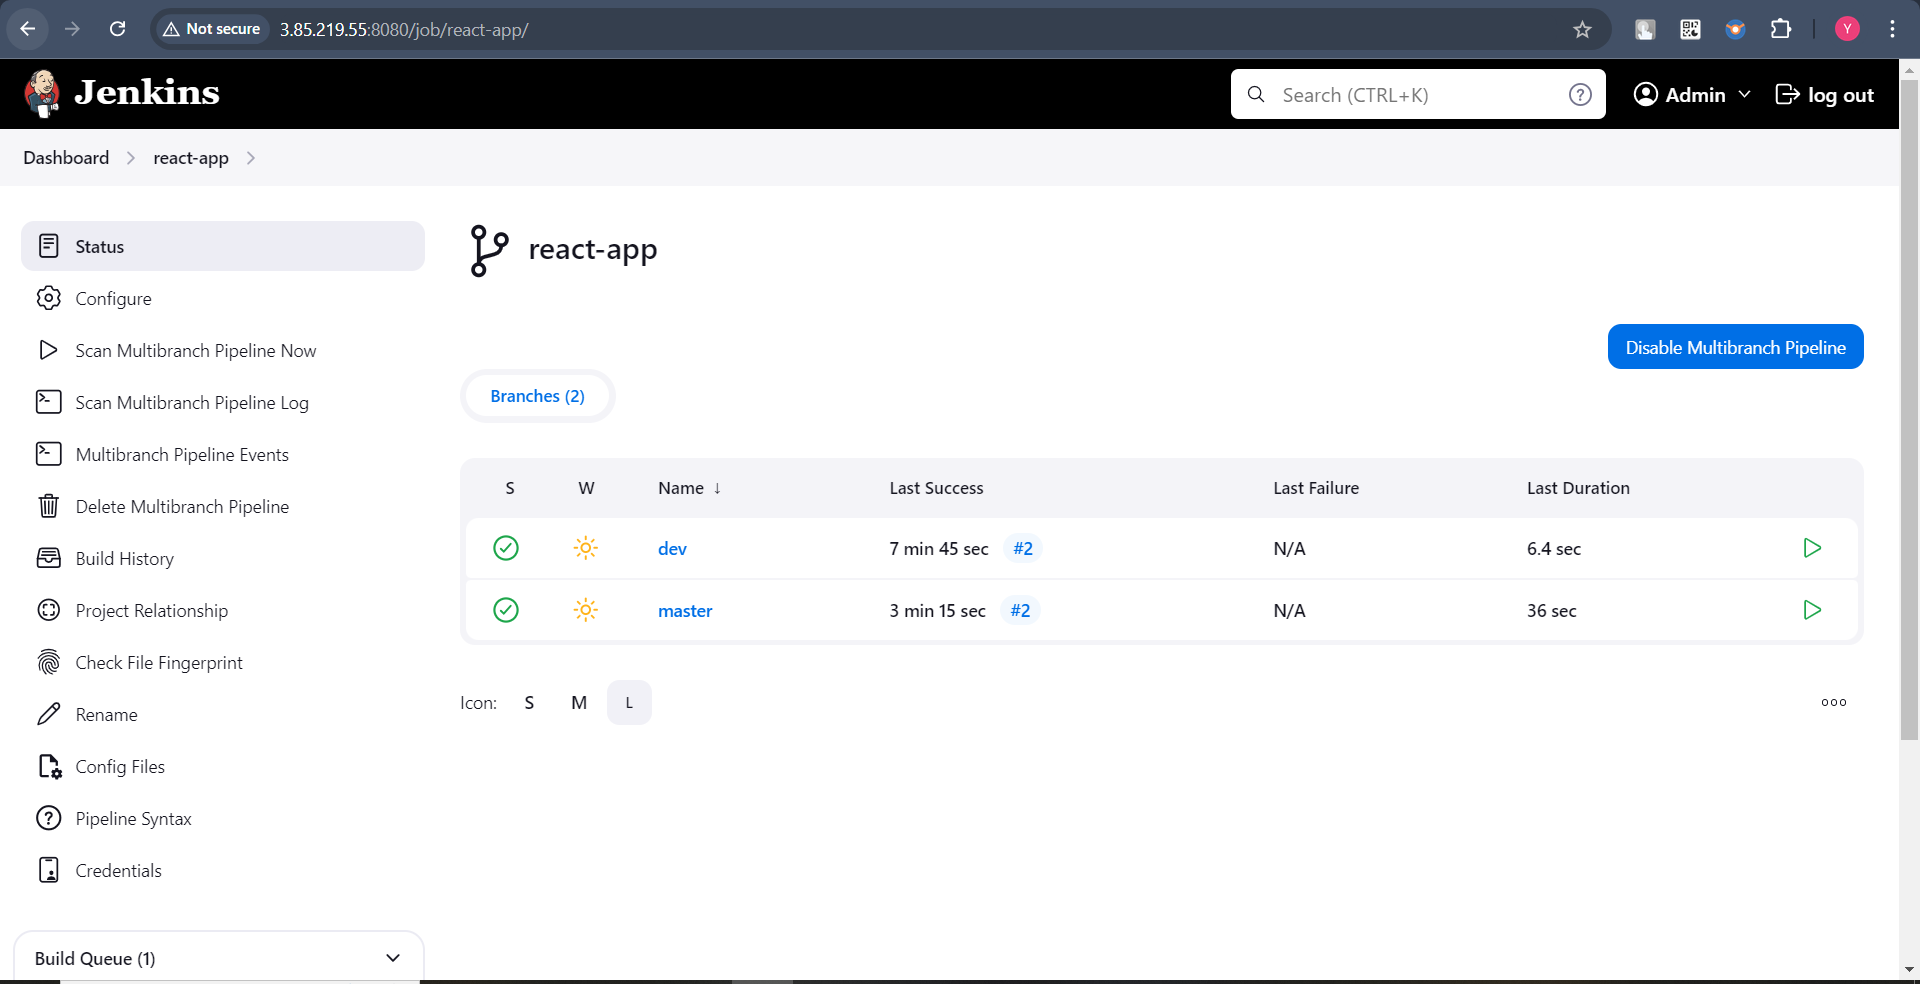 Not secure 3.85.219.55:8080/job/react-app/ Y
Jenkins Search (CTRL+K) ? Admin log out
Dashboard react-app
Status
Configure
Scan Multibranch Pipeline Now
Scan Multibranch Pipeline Log
Multibranch Pipeline Events
Delete Multibranch Pipeline
Build History
Project Relationship
Check File Fingerprint
Rename
Config Files
Pipeline Syntax
Credentials
Build Queue (1)
react-app
Disable Multibranch Pipeline
Branches (2)
S W Name ↓ Last Success Last Failure Last Duration
dev 7 min 45 sec #2 N/A 6.4 sec
master 3 min 15 sec #2 N/A 36 sec
Icon: S M L